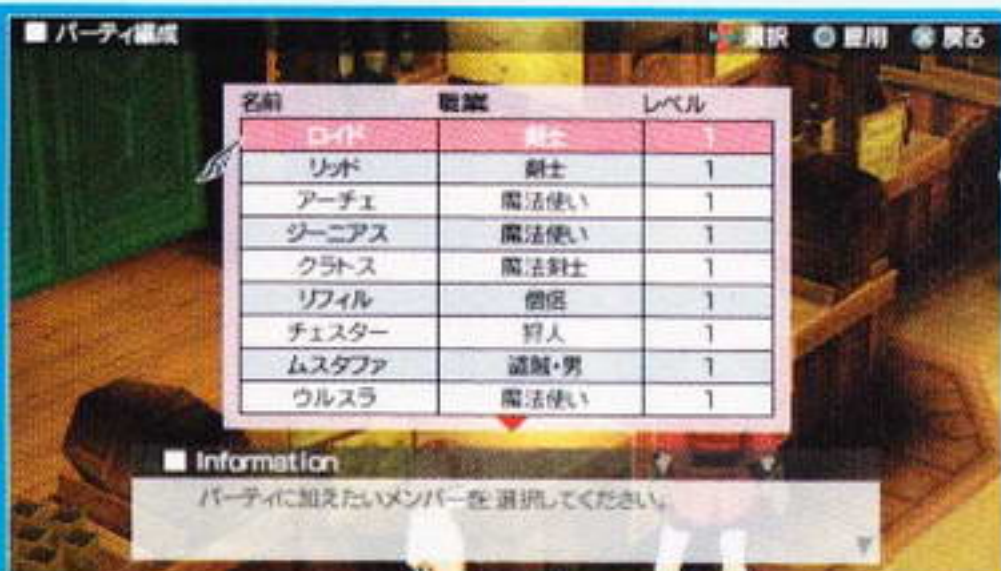 ■ パーティ編成 選択 ◎ 雇用 ⊗ 戻る
名前 職業 レベル
ロイド 剣士 1
リッド 剣士 1
アーチェ 魔法使い 1
ジーニアス 魔法使い 1
クラトス 魔法剣士 1
リフィル 僧侶 1
チェスター 狩人 1
ムスタファ 盗賊・男 1
ウルスラ 魔法使い 1
■ Information
パーティに加えたいメンバーを選択してください。